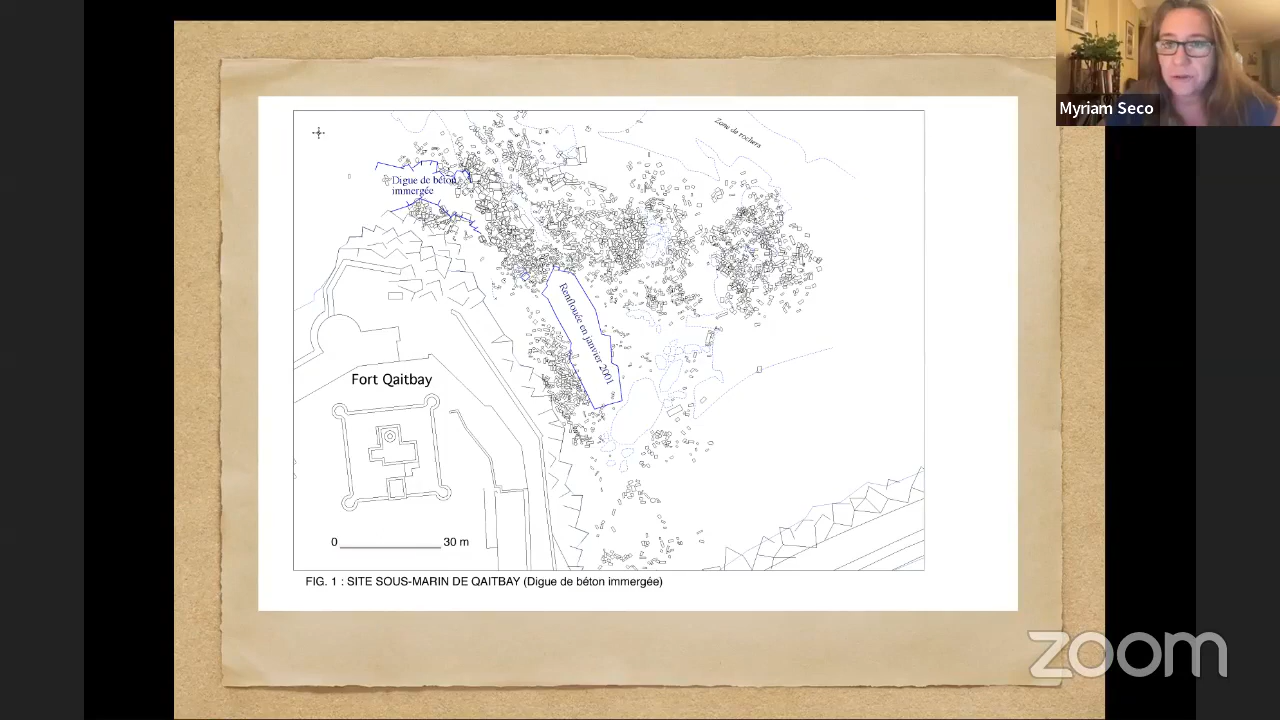 Myriam Seco
Zone de rochers
Digue de béton
immergée
Renflouée en janvier 2001
Fort Qaitbay
0 30 m
FIG. 1 : SITE SOUS-MARIN DE QAITBAY (Digue de béton immergée)
zoom